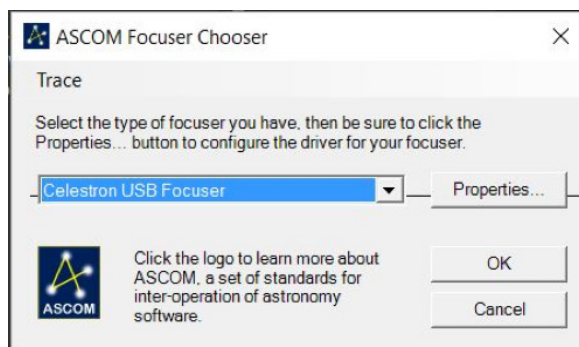 ASCOM Focuser Chooser
Trace
Select the type of focuser you have, then be sure to click the
Properties... button to configure the driver for your focuser.
Celestron USB Focuser
Properties...
Click the logo to learn more about
ASCOM, a set of standards for
inter-operation of astronomy
software.
ASCOM
OK
Cancel